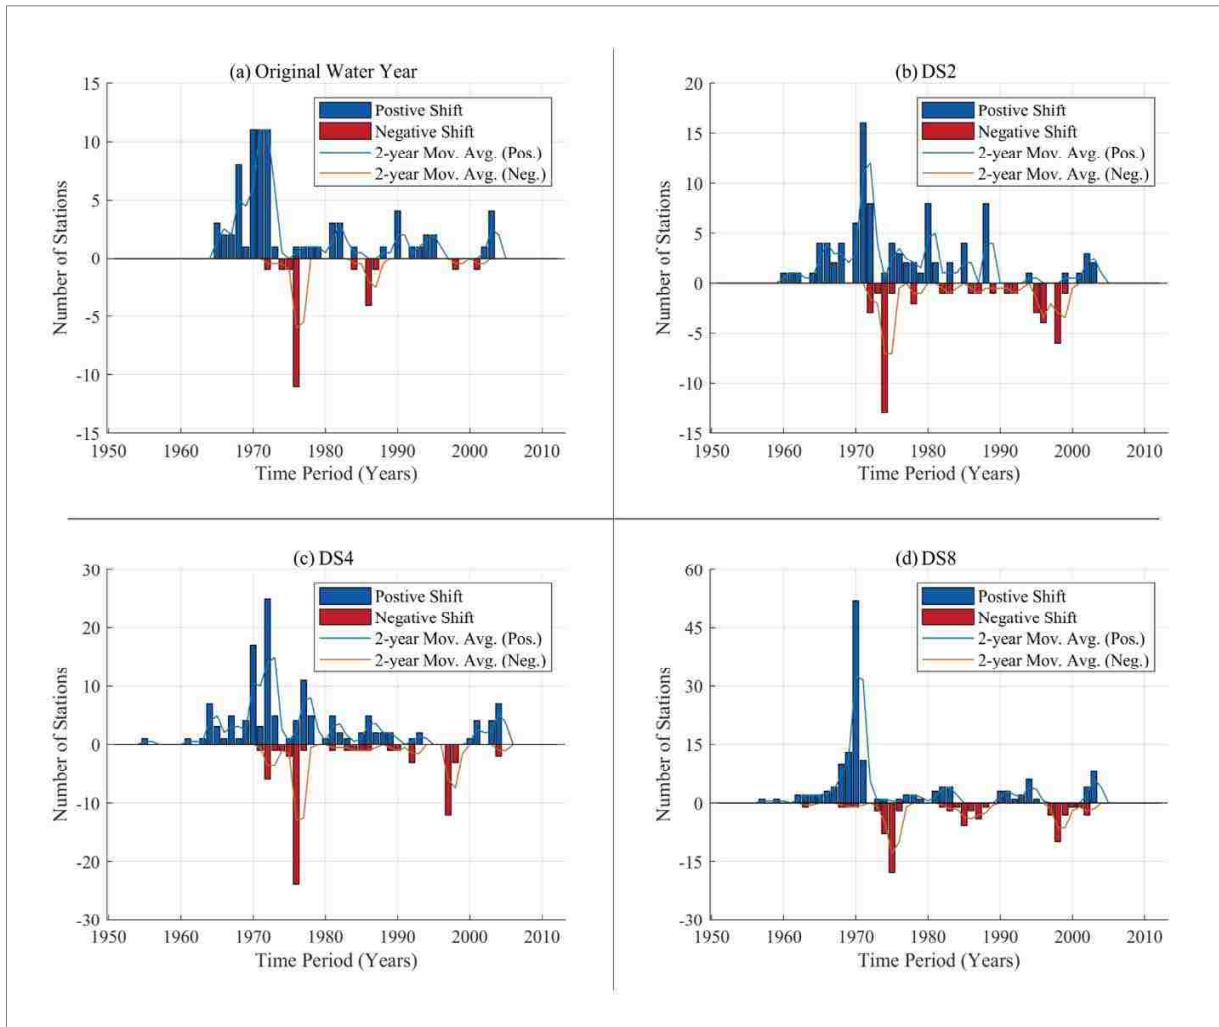 (a) Original Water Year
15
10
5
0
-5
-10
-15
Number of Stations
Postive Shift
Negative Shift
2-year Mov. Avg. (Pos.)
2-year Mov. Avg. (Neg.)
1950 1960 1970 1980 1990 2000 2010
Time Period (Years)
(b) DS2
20
15
10
5
0
-5
-10
-15
Number of Stations
Postive Shift
Negative Shift
2-year Mov. Avg. (Pos.)
2-year Mov. Avg. (Neg.)
1950 1960 1970 1980 1990 2000 2010
Time Period (Years)
(c) DS4
30
20
10
0
-10
-20
-30
Number of Stations
Postive Shift
Negative Shift
2-year Mov. Avg. (Pos.)
2-year Mov. Avg. (Neg.)
1950 1960 1970 1980 1990 2000 2010
Time Period (Years)
(d) DS8
60
45
30
15
0
-15
-30
Number of Stations
Postive Shift
Negative Shift
2-year Mov. Avg. (Pos.)
2-year Mov. Avg. (Neg.)
1950 1960 1970 1980 1990 2000 2010
Time Period (Years)